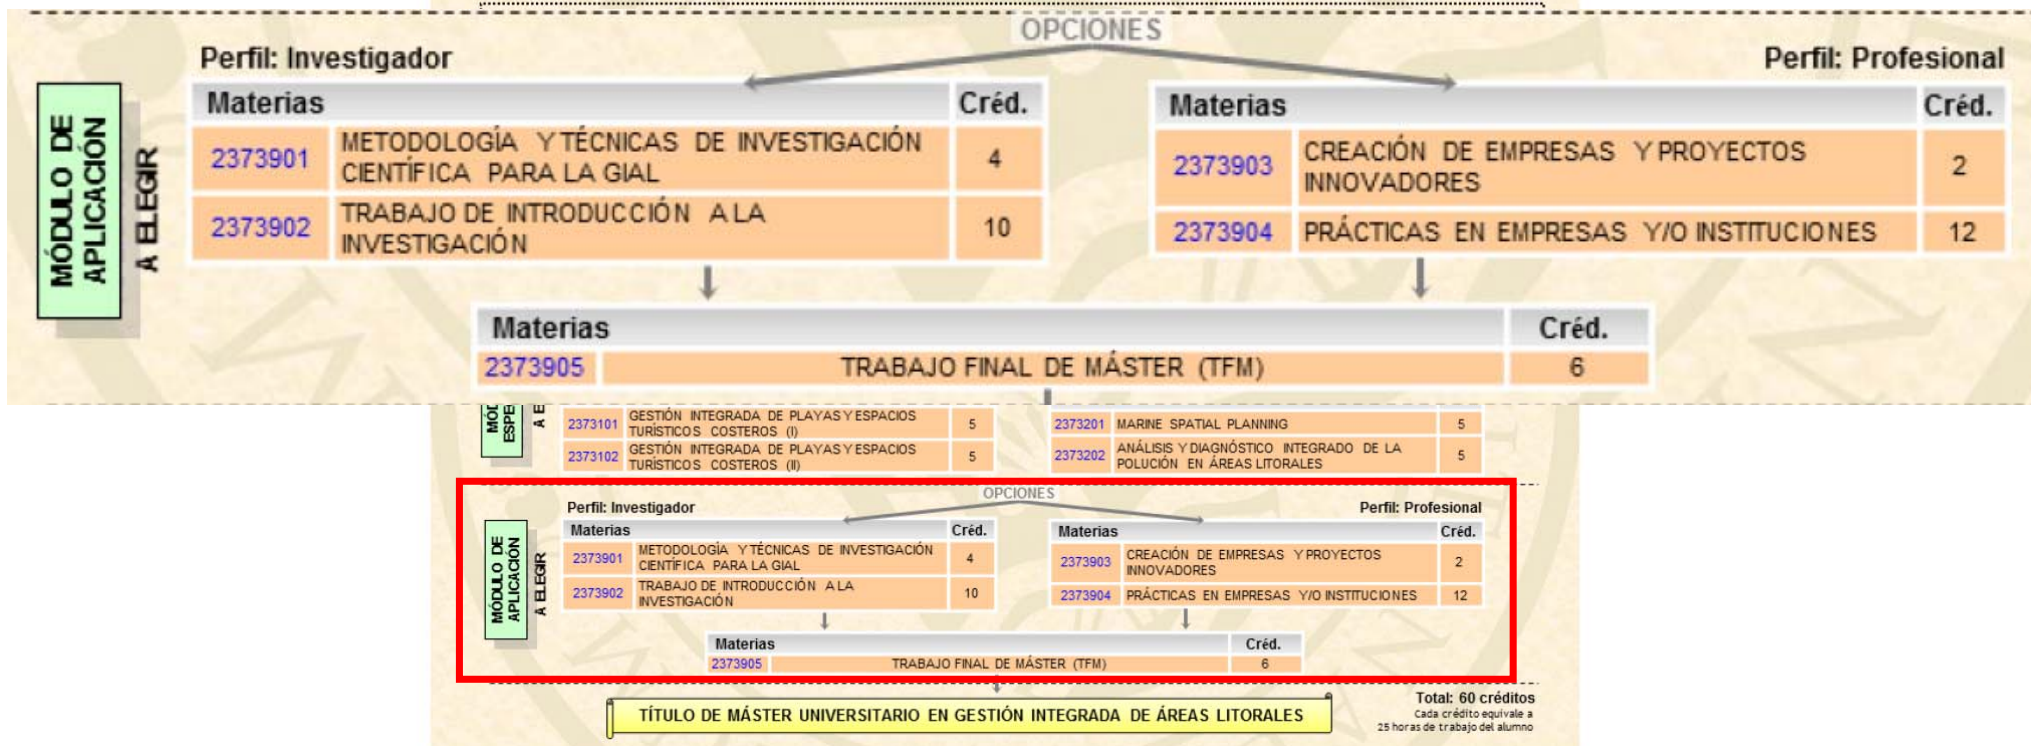 OPCIONES
Perfil: Investigador
Perfil: Profesional
MÓDULO DE
APLICACIÓN
A ELEGIR
Materias Créd.
2373901 METODOLOGÍA Y TÉCNICAS DE INVESTIGACIÓN
CIENTÍFICA PARA LA GIAL 4
2373902 TRABAJO DE INTRODUCCIÓN A LA
INVESTIGACIÓN 10
Materias Créd.
2373903 CREACIÓN DE EMPRESAS Y PROYECTOS
INNOVADORES 2
2373904 PRÁCTICAS EN EMPRESAS Y/O INSTITUCIONES 12
Materias Créd.
2373905 TRABAJO FINAL DE MÁSTER (TFM) 6
2373101 GESTIÓN INTEGRADA DE PLAYAS Y ESPACIOS
TURÍSTICOS COSTEROS (I) 5
2373102 GESTIÓN INTEGRADA DE PLAYAS Y ESPACIOS
TURÍSTICOS COSTEROS (II) 5
2373201 MARINE SPATIAL PLANNING 5
2373202 ANÁLISIS Y DIAGNÓSTICO INTEGRADO DE LA
POLUCIÓN EN ÁREAS LITORALES 5
OPCIONES
Perfil: Investigador
Perfil: Profesional
MÓDULO DE
APLICACIÓN
A ELEGIR
Materias Créd.
2373901 METODOLOGÍA Y TÉCNICAS DE INVESTIGACIÓN
CIENTÍFICA PARA LA GIAL 4
2373902 TRABAJO DE INTRODUCCIÓN A LA
INVESTIGACIÓN 10
Materias Créd.
2373903 CREACIÓN DE EMPRESAS Y PROYECTOS
INNOVADORES 2
2373904 PRÁCTICAS EN EMPRESAS Y/O INSTITUCIONES 12
Materias Créd.
2373905 TRABAJO FINAL DE MÁSTER (TFM) 6
TÍTULO DE MÁSTER UNIVERSITARIO EN GESTIÓN INTEGRADA DE ÁREAS LITORALES
Total: 60 créditos
Cada crédito equivale a
25 horas de trabajo del alumno